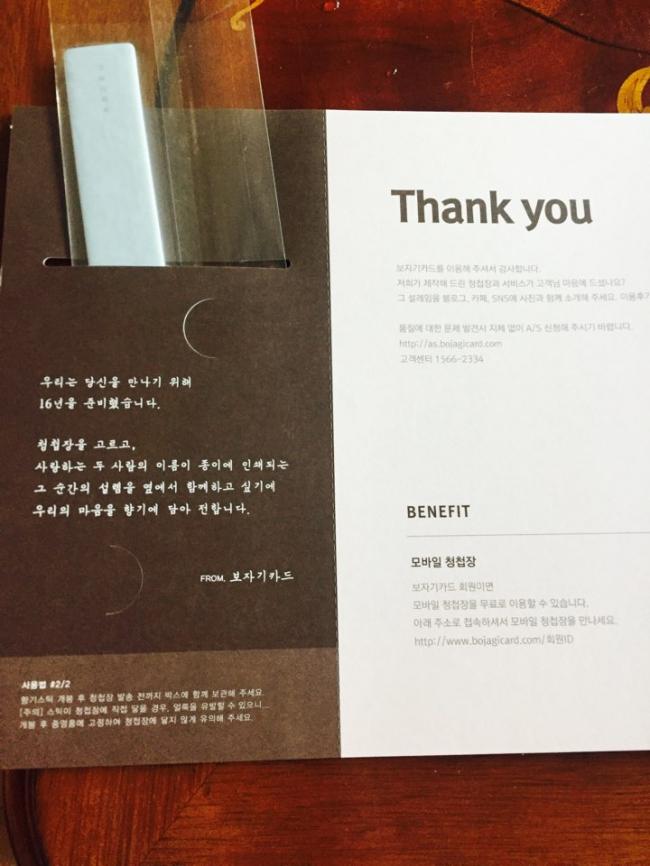 우리는 당신을 만나기 위해
16년을 준비했습니다.
청첩장을 고르고,
사랑하는 두 사람의 이름이 종이에 인쇄되는
그 순간의 설렘을 옆에서 함께하고 싶기에
우리의 마음을 향기에 담아 전합니다.
FROM. 보자기카드
사용법 #2/2
향기스틱 개봉 후 청첩장 발송 전까지 박스에 함께 보관해 주세요.
[주의] 스틱이 청첩장에 직접 닿을 경우, 얼룩을 유발할 수 있으니...
개봉 후 종명홈에 고정하여 청첩장에 닿지 않게 유의해 주세요.
Thank you
보자기카드를 이용해 주셔서 감사합니다.
저희가 제작해 드린 청첩장과 서비스가 고객님 마음에 드셨나요?
그 설레임을 블로그, 카페, SNS에 사진과 함께 소개해 주세요. 이용후기
품질에 대한 문제 발견시 지체 없이 A/S 신청해 주시기 바랍니다.
http://as.bojagicard.com
고객센터 1566-2334
BENEFIT
모바일 청첩장
보자기카드 회원이면
모바일 청첩장을 무료로 이용할 수 있습니다.
아래 주소로 접속하셔서 모바일 청첩장을 만나세요.
http://www.bojagicard.com/회원ID